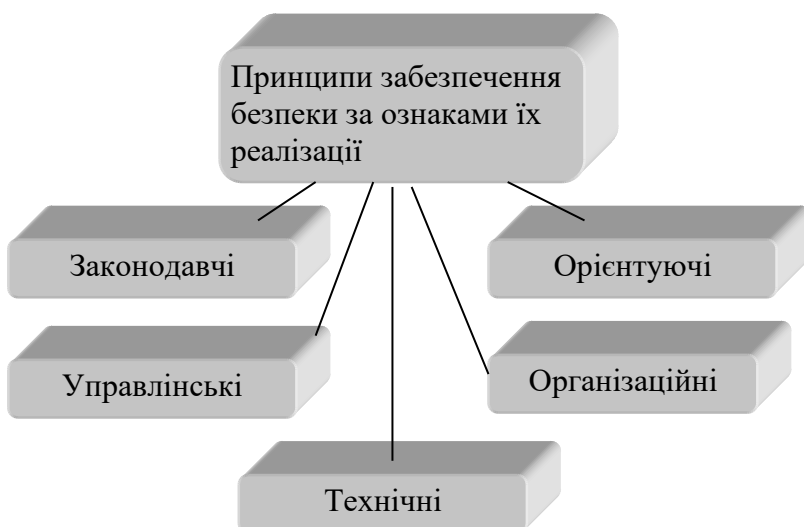 Принципи забезпечення
безпеки за ознаками їх
реалізації
Законодавчі
Орієнтуючі
Управлінські
Організаційні
Технічні